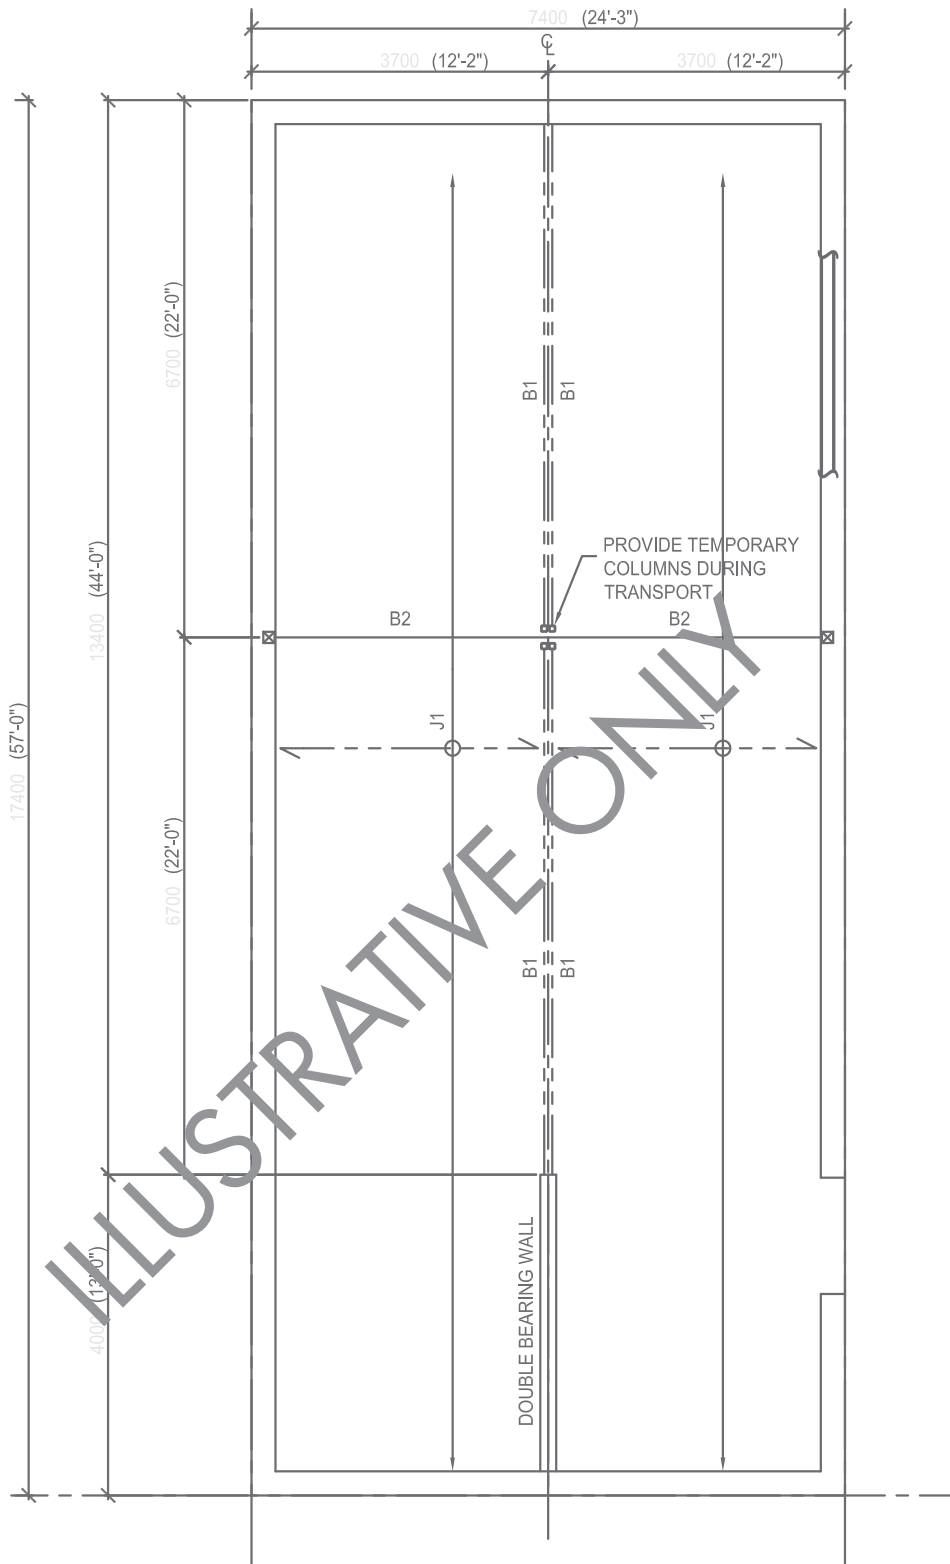 7400 (24'-3")
℄
3700 (12'-2")
3700 (12'-2")
6700 (22'-0")
B1
B1
PROVIDE TEMPORARY
COLUMNS DURING
TRANSPORT
13400 (44'-0")
B2
B2
17400 (57'-0")
J1
J1
6700 (22'-0")
B1
B1
ILLUSTRATIVE ONLY
4000 (13'-0")
DOUBLE BEARING WALL